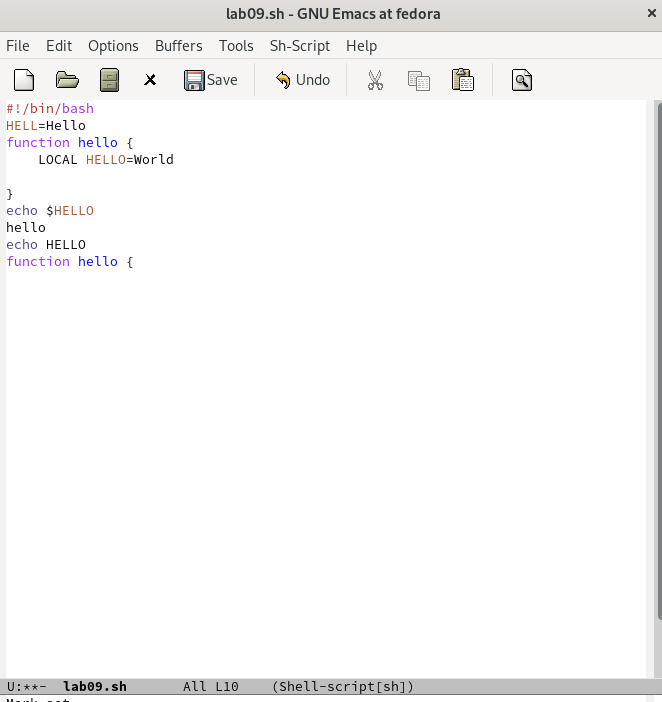 lab09.sh - GNU Emacs at fedora
File Edit Options Buffers Tools Sh-Script Help
Save Undo
#!/bin/bash
HELL=Hello
function hello {
    LOCAL HELLO=World
}
echo $HELLO
hello
echo HELLO
function hello {
U:**- lab09.sh All L10 (Shell-script[sh])
Mark set